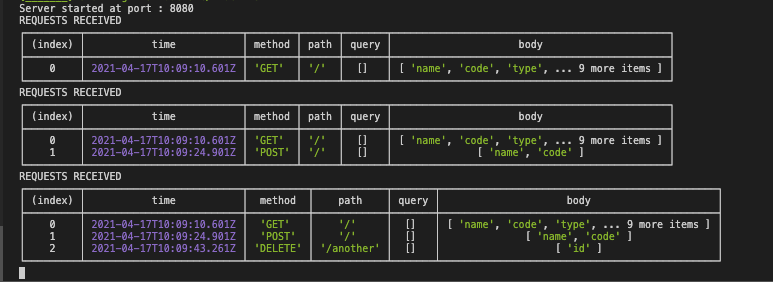 Server started at port : 8080
REQUESTS RECEIVED
(index) time method path query body
0 2021-04-17T10:09:10.601Z 'GET' '/' [] [ 'name', 'code', 'type', ... 9 more items ]
REQUESTS RECEIVED
(index) time method path query body
0 2021-04-17T10:09:10.601Z 'GET' '/' [] [ 'name', 'code', 'type', ... 9 more items ]
1 2021-04-17T10:09:24.901Z 'POST' '/' [] [ 'name', 'code' ]
REQUESTS RECEIVED
(index) time method path query body
0 2021-04-17T10:09:10.601Z 'GET' '/' [] [ 'name', 'code', 'type', ... 9 more items ]
1 2021-04-17T10:09:24.901Z 'POST' '/' [] [ 'name', 'code' ]
2 2021-04-17T10:09:43.261Z 'DELETE' '/another' [] [ 'id' ]